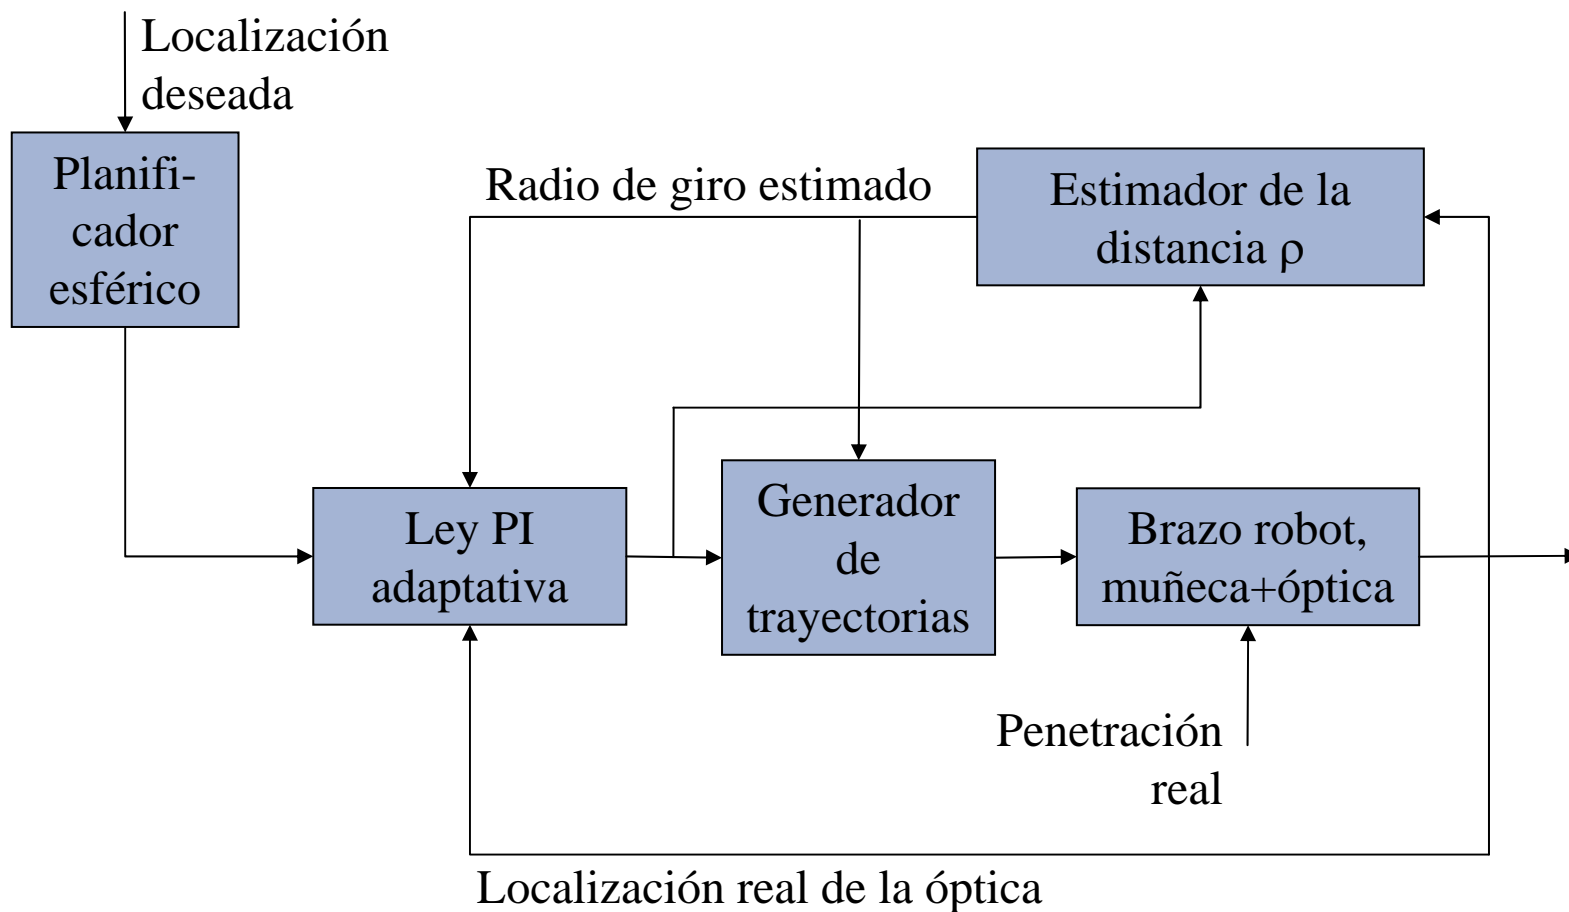 Localización
deseada
Planifi-
cador
esférico
Radio de giro estimado
Estimador de la
distancia ρ
Ley PI
adaptativa
Generador
de
trayectorias
Brazo robot,
muñeca+óptica
Penetración
real
Localización real de la óptica